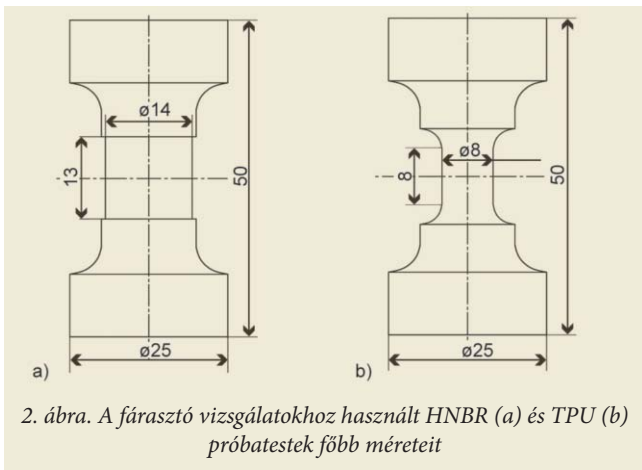 ø14
13
50
ø25
a)
ø8
8
50
ø25
b)
2. ábra. A fárasztó vizsgálatokhoz használt HNBR (a) és TPU (b)
próbatestek főbb méreteit